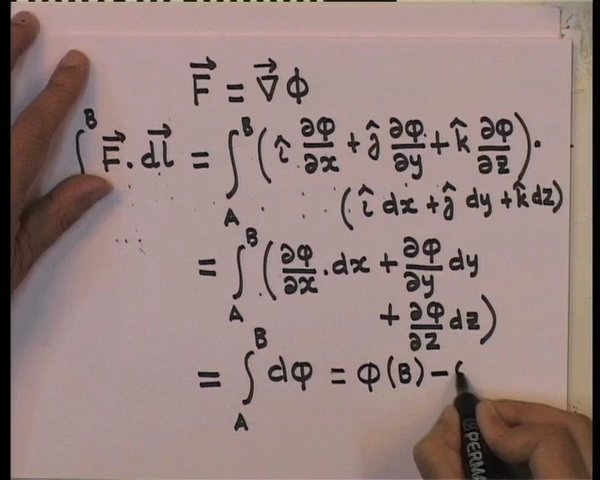 F⃗ = ∇⃗ ϕ
∫_A^B F⃗ . dl⃗ = ∫_A^B ( î ∂φ/∂x + ĵ ∂φ/∂y + k̂ ∂φ/∂z ) .
( î dx + ĵ dy + k̂ dz )
= ∫_A^B ( ∂φ/∂x . dx + ∂φ/∂y dy
+ ∂φ/∂z dz )
= ∫_A^B dφ = φ(B) −
PERMA